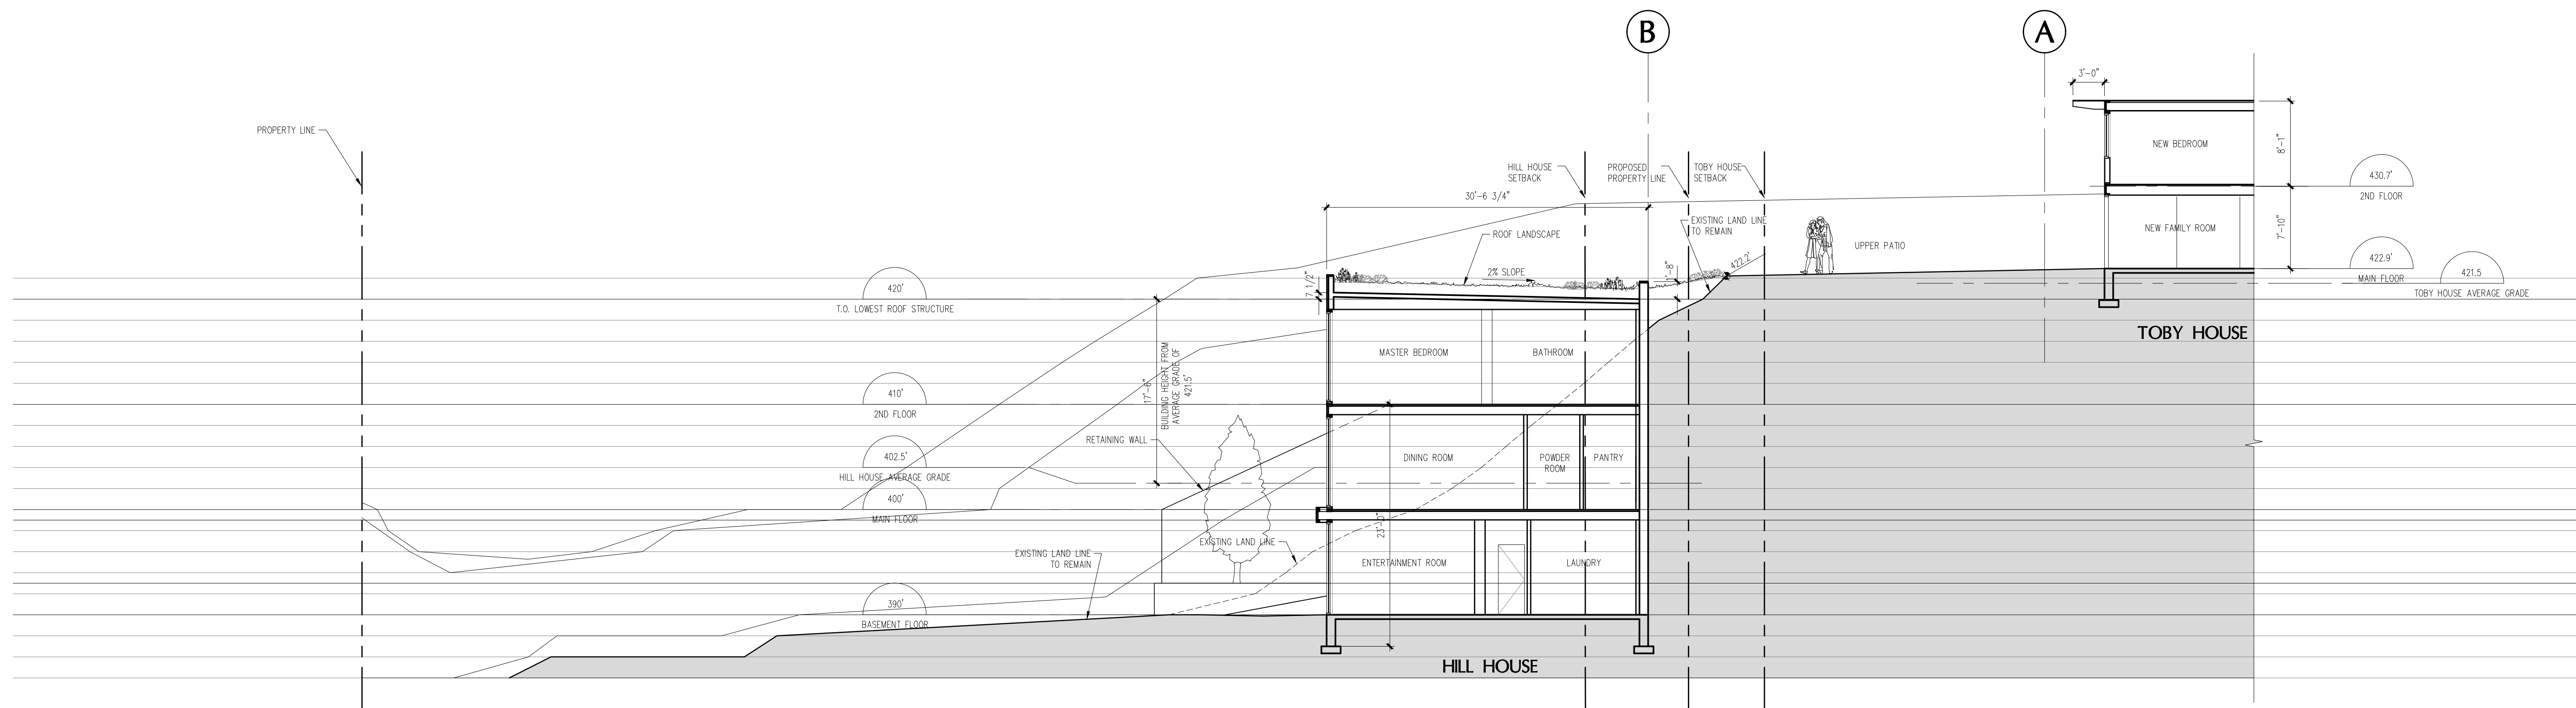 B
A
3'-0"
PROPERTY LINE
NEW BEDROOM
8'-1"
HILL HOUSE
SETBACK
PROPOSED
PROPERTY LINE
TOBY HOUSE
SETBACK
430.7'
2ND FLOOR
30'-6 3/4"
EXISTING LAND LINE
TO REMAIN
ROOF LANDSCAPE
NEW FAMILY ROOM
7'-10"
UPPER PATIO
422.2'
2% SLOPE
7 1/2"
1'-8"
422.9'
MAIN FLOOR
421.5
TOBY HOUSE AVERAGE GRADE
420'
T.O. LOWEST ROOF STRUCTURE
TOBY HOUSE
MASTER BEDROOM
BATHROOM
17'-6"
BUILDING HEIGHT FROM
AVERAGE GRADE OF
421.5'
410'
2ND FLOOR
RETAINING WALL
402.5'
HILL HOUSE AVERAGE GRADE
DINING ROOM
POWDER
ROOM
PANTRY
400'
MAIN FLOOR
23'-0"
EXISTING LAND LINE
EXISTING LAND LINE
TO REMAIN
ENTERTAINMENT ROOM
LAUNDRY
390'
BASEMENT FLOOR
HILL HOUSE